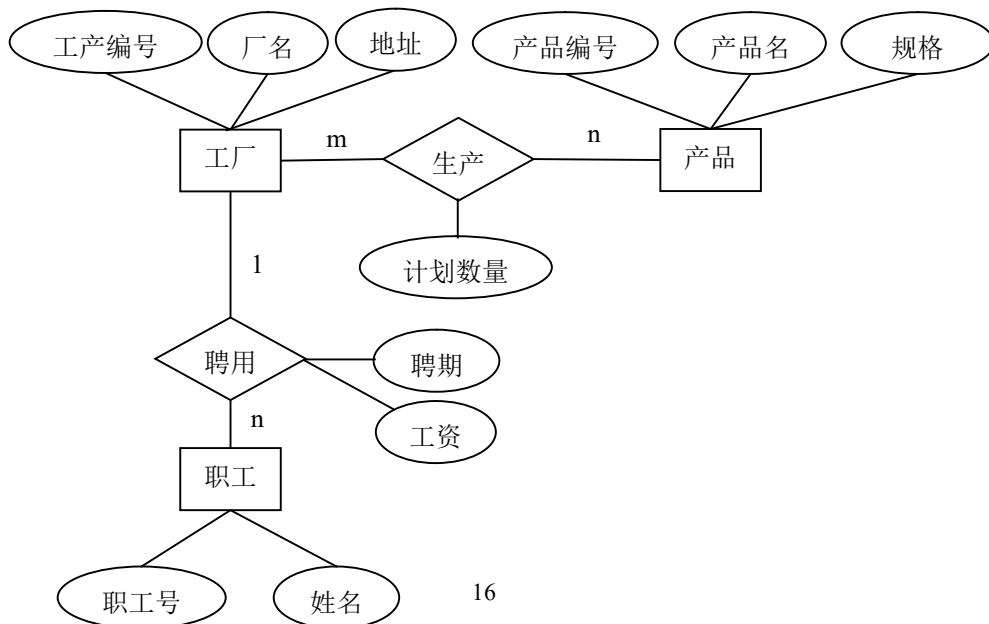 工产编号 厂名 地址 产品编号 产品名 规格
工厂 m 生产 n 产品
计划数量
1
聘用 聘期
n 工资
职工
职工号 姓名 16